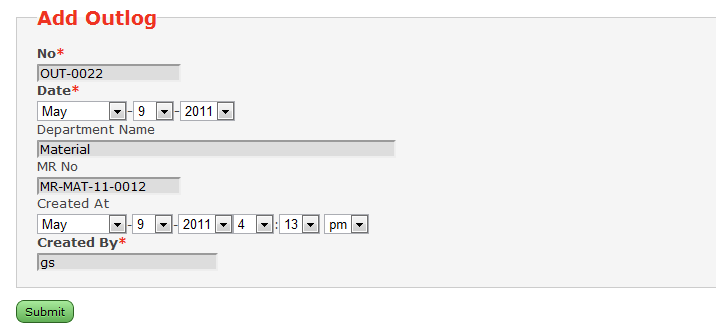 Add Outlog
No*
OUT-0022
Date*
May - 9 - 2011
Department Name
Material
MR No
MR-MAT-11-0012
Created At
May - 9 - 2011 4 : 13 pm
Created By*
gs
Submit